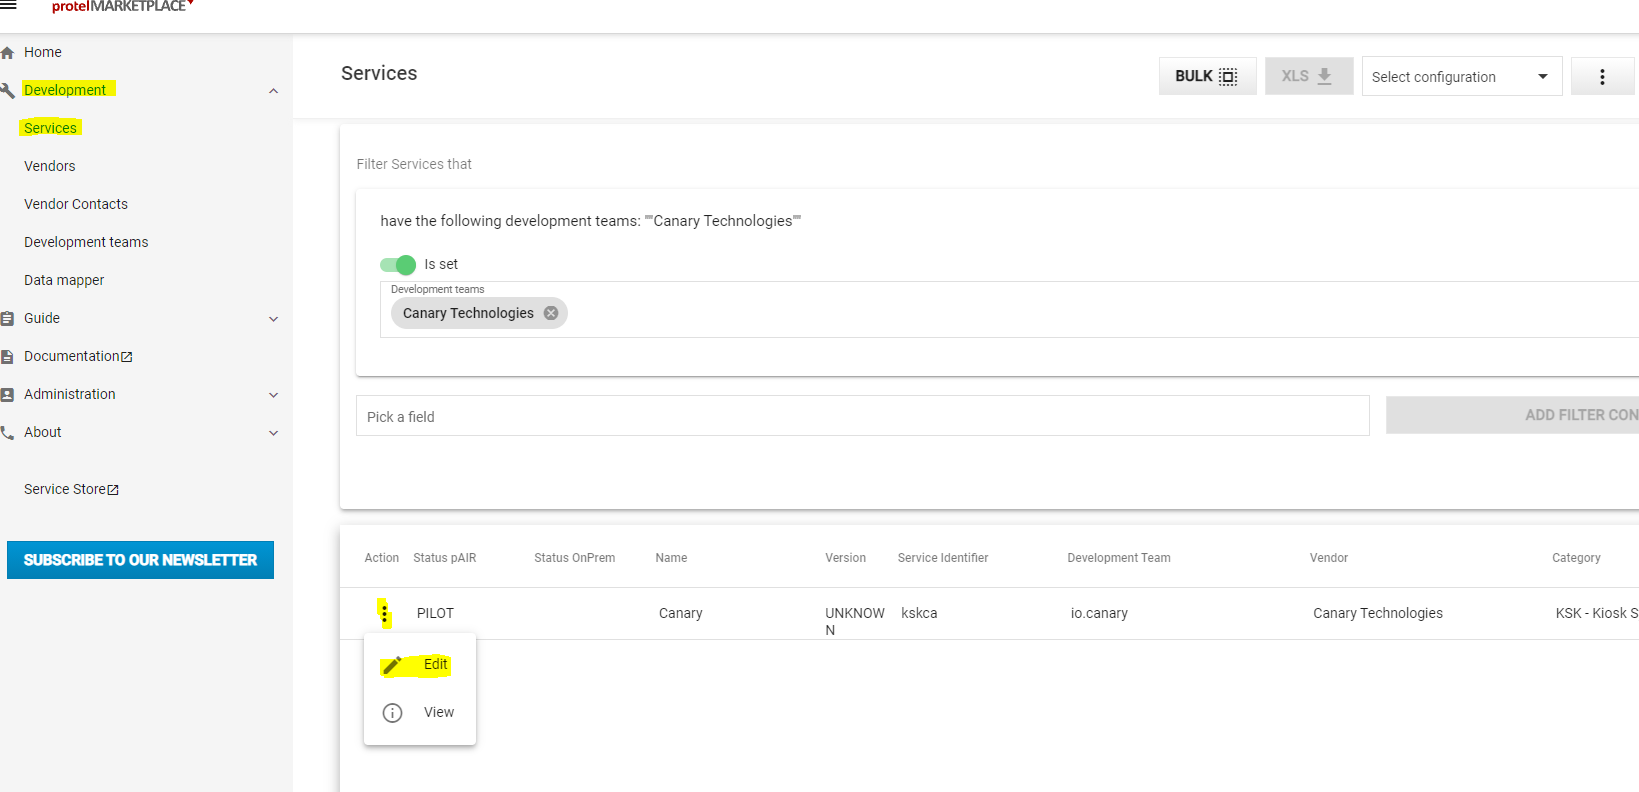 protelMARKETPLACE
Home
Development
Services
Vendors
Vendor Contacts
Development teams
Data mapper
Guide
Documentation
Administration
About
Service Store
SUBSCRIBE TO OUR NEWSLETTER
Services
BULK
XLS
Select configuration
Filter Services that
have the following development teams: ""Canary Technologies""
Is set
Development teams
Canary Technologies
Pick a field
ADD FILTER CON
Action Status pAIR Status OnPrem Name Version Service Identifier Development Team Vendor Category
PILOT Canary UNKNOW kskca io.canary Canary Technologies KSK - Kiosk S
N
Edit
View